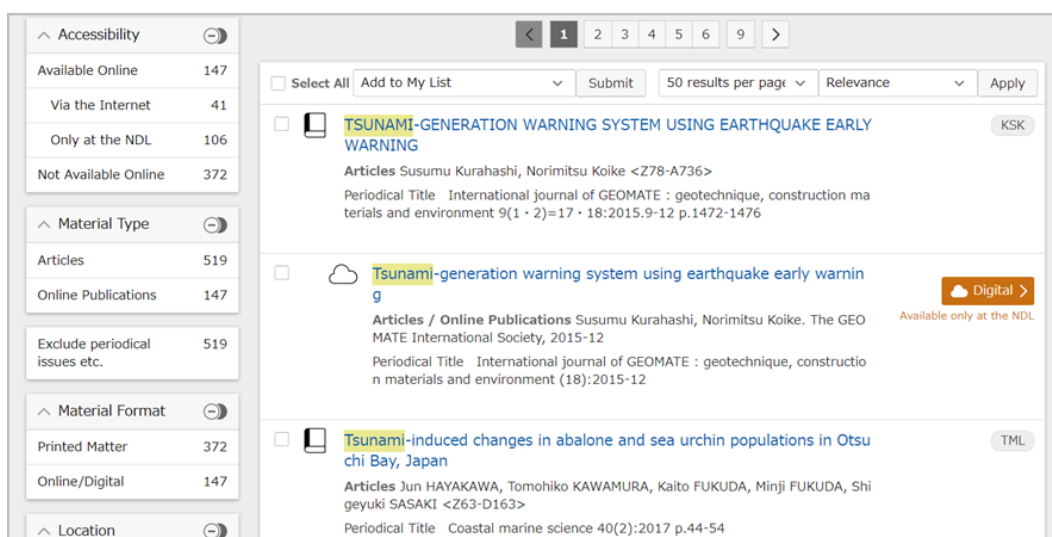 Accessibility
Available Online 147
Via the Internet 41
Only at the NDL 106
Not Available Online 372
Material Type
Articles 519
Online Publications 147
Exclude periodical issues etc. 519
Material Format
Printed Matter 372
Online/Digital 147
Location
< 1 2 3 4 5 6 9 >
Select All Add to My List Submit 50 results per page Relevance Apply
TSUNAMI-GENERATION WARNING SYSTEM USING EARTHQUAKE EARLY
WARNING
KSK
Articles Susumu Kurahashi, Norimitsu Koike <Z78-A736>
Periodical Title International journal of GEOMATE : geotechnique, construction ma
terials and environment 9(1・2)=17・18:2015.9-12 p.1472-1476
Tsunami-generation warning system using earthquake early warnin
g
Digital >
Available only at the NDL
Articles / Online Publications Susumu Kurahashi, Norimitsu Koike. The GEO
MATE International Society, 2015-12
Periodical Title International journal of GEOMATE : geotechnique, constructio
n materials and environment (18):2015-12
Tsunami-induced changes in abalone and sea urchin populations in Otsu
chi Bay, Japan
TML
Articles Jun HAYAKAWA, Tomohiko KAWAMURA, Kaito FUKUDA, Minji FUKUDA, Shi
geyuki SASAKI <Z63-D163>
Periodical Title Coastal marine science 40(2):2017 p.44-54